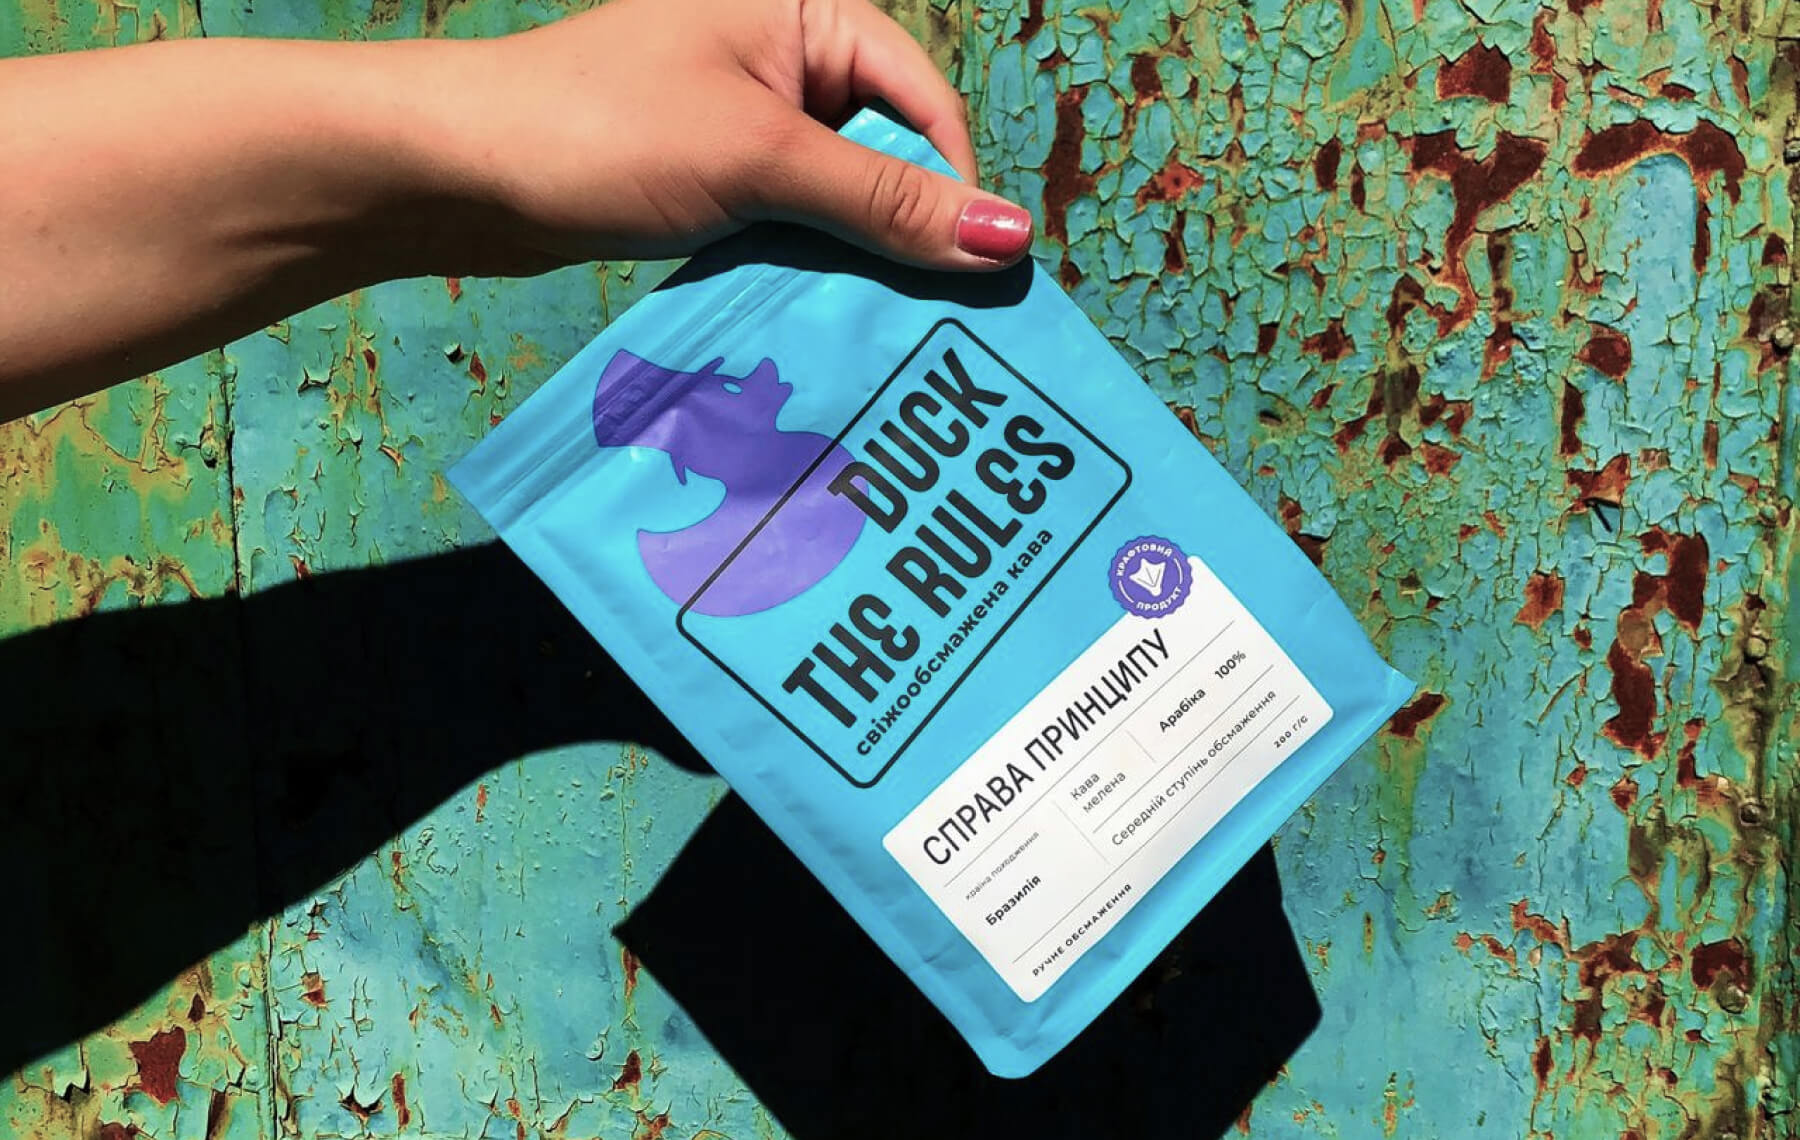 DUCK
THE RULES
свіжообсмажена кава
КРАФТОВИЙ
ПРОДУКТ
СПРАВА ПРИНЦИПУ
країна походження
Бразилія
Кава
мелена
Арабіка 100%
Середній ступінь обсмаження
РУЧНЕ ОБСМАЖЕННЯ
200 г/с